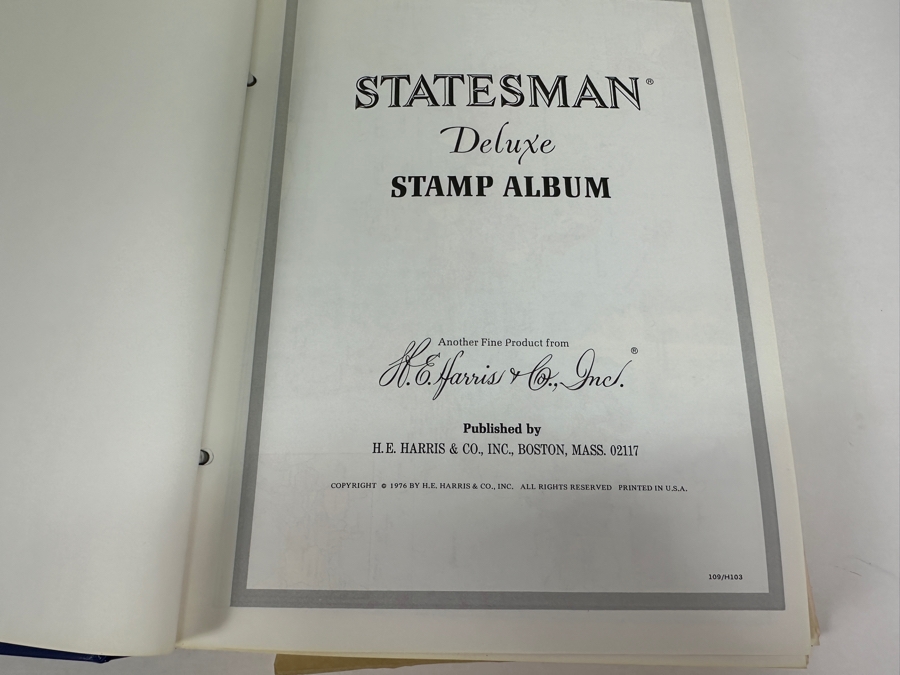 STATESMAN®
Deluxe
STAMP ALBUM
Another Fine Product from
H.E. Harris & Co., Inc.®
Published by
H.E. HARRIS & CO., INC., BOSTON, MASS. 02117
COPYRIGHT © 1976 BY H.E. HARRIS & CO., INC. ALL RIGHTS RESERVED PRINTED IN U.S.A.
109/H103